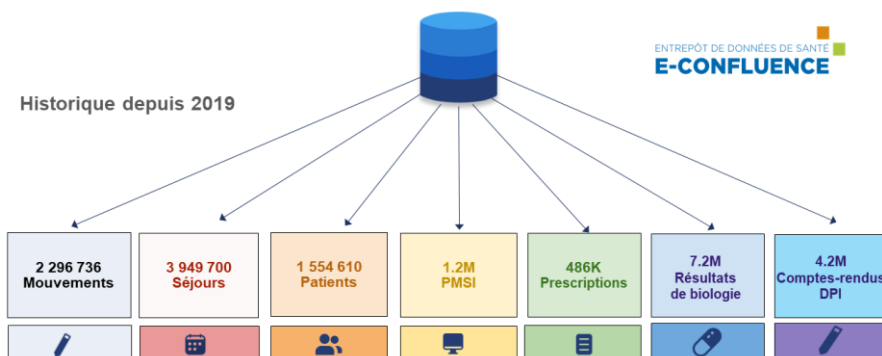 ENTREPÔT DE DONNÉES DE SANTÉ
E-CONFLUENCE
Historique depuis 2019
2 296 736
Mouvements
3 949 700
Séjours
1 554 610
Patients
1.2M
PMSI
486K
Prescriptions
7.2M
Résultats
de biologie
4.2M
Comptes-rendus
DPI